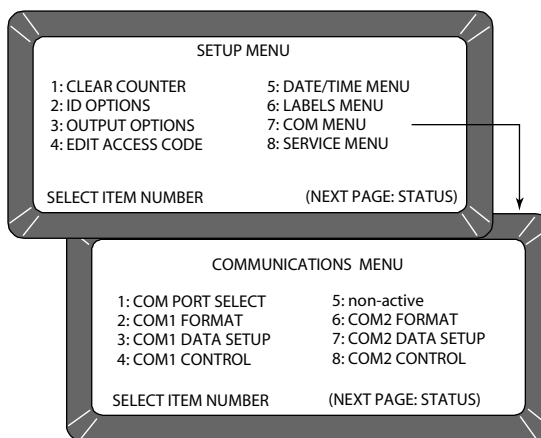 SETUP MENU
1: CLEAR COUNTER 5: DATE/TIME MENU
2: ID OPTIONS 6: LABELS MENU
3: OUTPUT OPTIONS 7: COM MENU
4: EDIT ACCESS CODE 8: SERVICE MENU
SELECT ITEM NUMBER (NEXT PAGE: STATUS)
COMMUNICATIONS MENU
1: COM PORT SELECT 5: non-active
2: COM1 FORMAT 6: COM2 FORMAT
3: COM1 DATA SETUP 7: COM2 DATA SETUP
4: COM1 CONTROL 8: COM2 CONTROL
SELECT ITEM NUMBER (NEXT PAGE: STATUS)